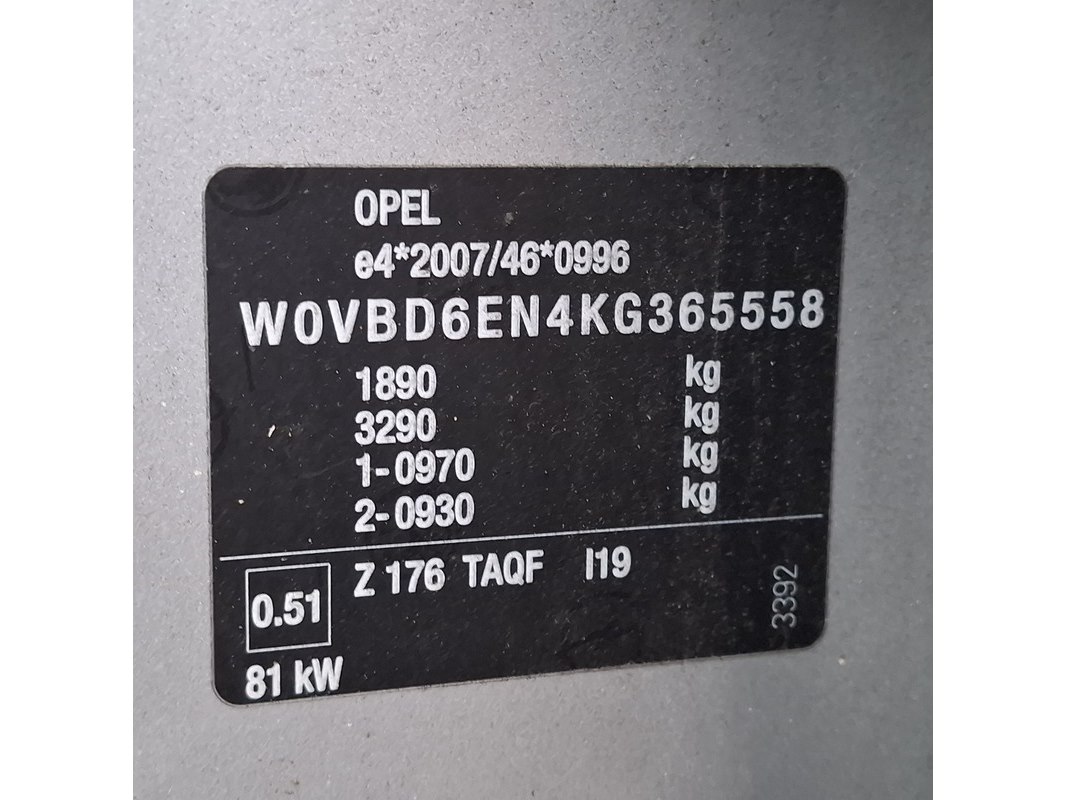 OPEL
e4*2007/46*0996
W0VBD6EN4KG365558
1890 kg
3290 kg
1-0970 kg
2-0930 kg
0.51 Z 176 TAQF I19
81 kW
3392